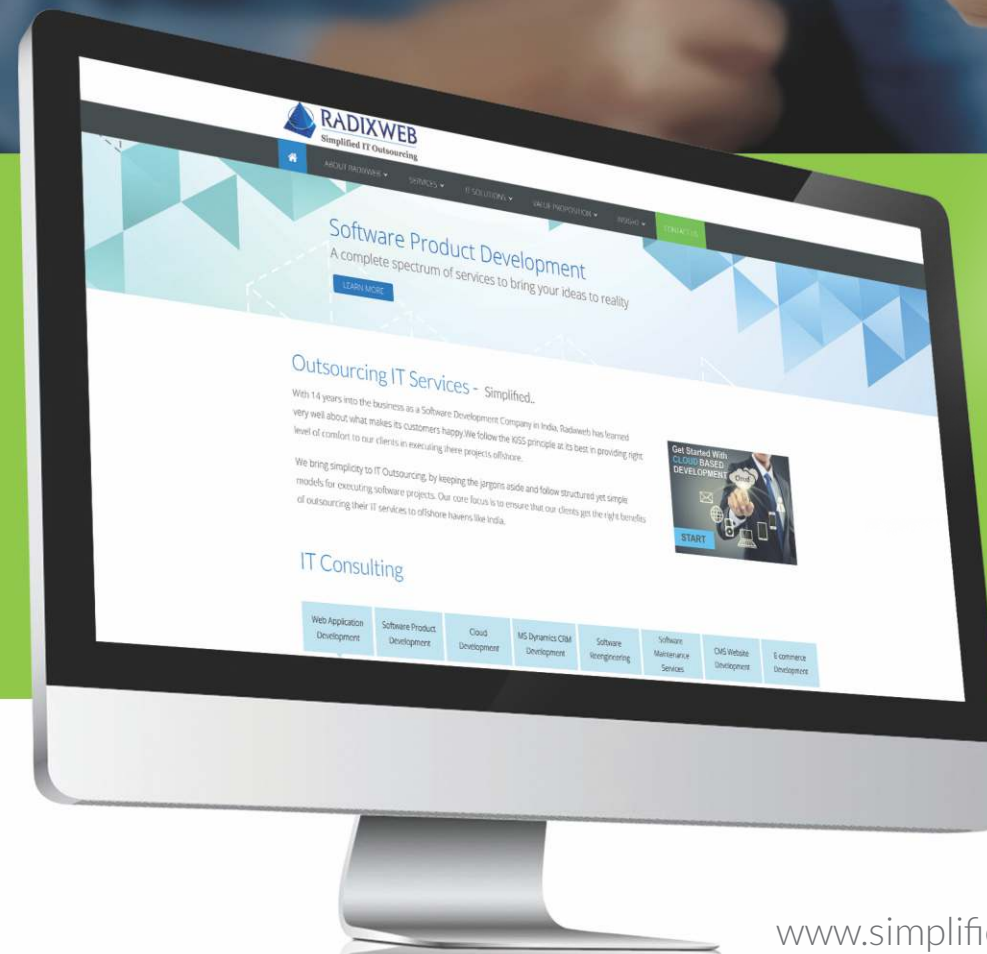 RADIXWEB
Simplified IT Outsourcing
ABOUT RADIXWEB SERVICES IT SOLUTIONS VALUE PROPOSITION INSIGHT CONTACT US
Software Product Development
A complete spectrum of services to bring your ideas to reality
LEARN MORE
Outsourcing IT Services - Simplified..
With 14 years into the business as a Software Development Company in India, Radixweb has learned
very well about what makes its customers happy.We follow the KISS principle at its best in providing right
level of comfort to our clients in executing there projects offshore.
We bring simplicity to IT Outsourcing, by keeping the jargons aside and follow structured yet simple
models for executing software projects. Our core focus is to ensure that our clients get the right benefits
of outsourcing their IT services to offshore havens like India.
Get Started With
CLOUD BASED
DEVELOPMENT
Cloud
START
IT Consulting
Web Application
Development
Software Product
Development
Cloud
Development
MS Dynamics CRM
Development
Software
Reengineering
Software
Maintenance
Services
CMS Website
Development
E commerce
Development
www.simplifi